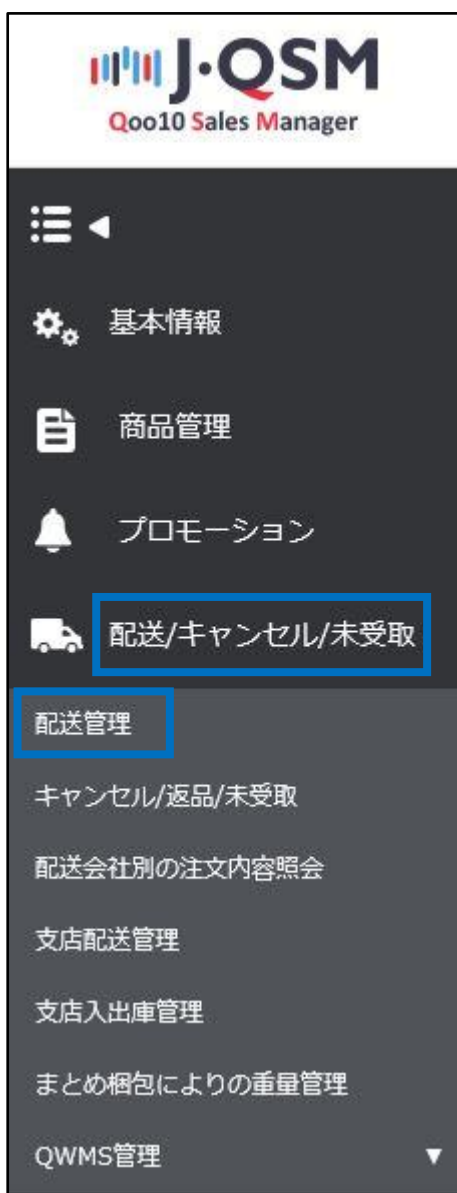 J·QSM
Qoo10 Sales Manager
基本情報
商品管理
プロモーション
配送/キャンセル/未受取
配送管理
キャンセル/返品/未受取
配送会社別の注文内容照会
支店配送管理
支店入出庫管理
まとめ梱包によりの重量管理
QWMS管理